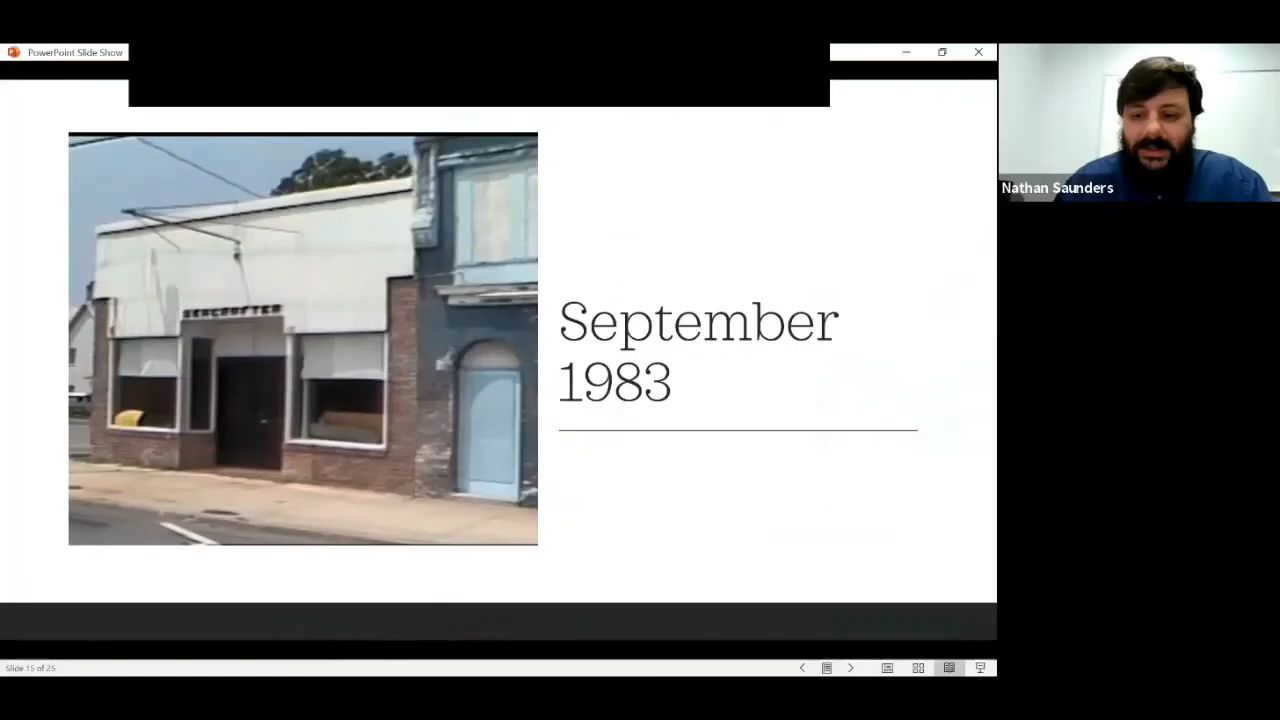 PowerPoint Slide Show
Nathan Saunders
September
1983
Slide 15 of 25